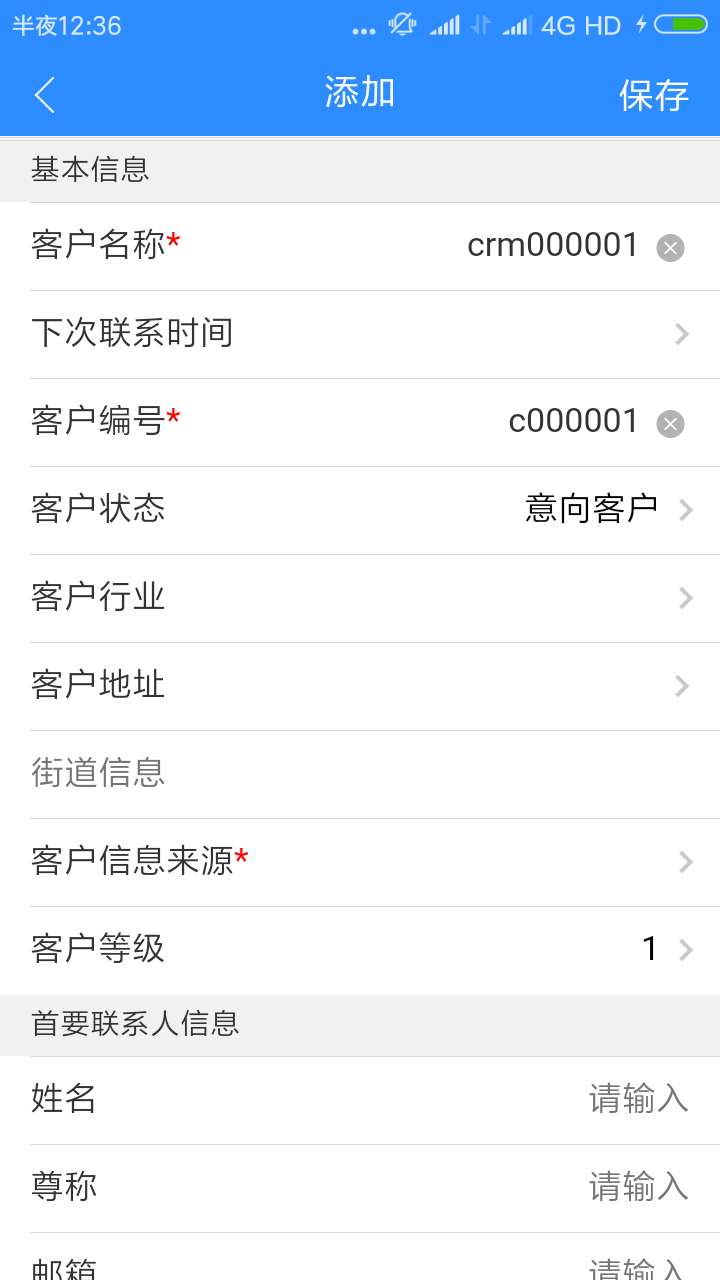 半夜12:36 ... 4G HD
添加 保存
基本信息
客户名称* crm000001
下次联系时间
客户编号* c000001
客户状态 意向客户
客户行业
客户地址
街道信息
客户信息来源*
客户等级 1
首要联系人信息
姓名 请输入
尊称 请输入
邮箱 请输入